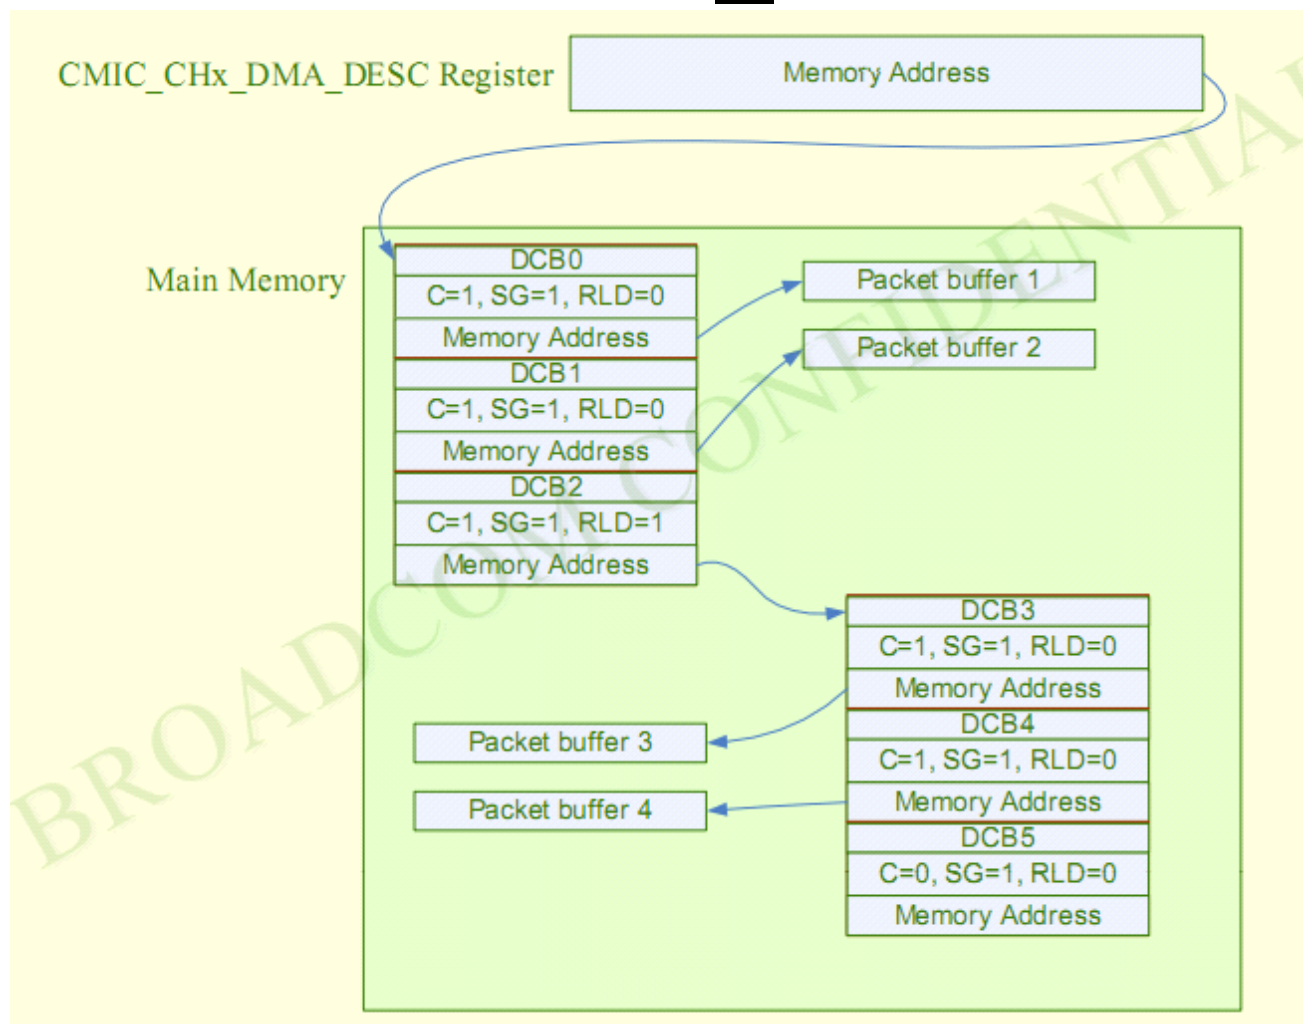 CMIC_CHx_DMA_DESC Register
Memory Address
Main Memory
DCB0
C=1, SG=1, RLD=0
Memory Address
DCB1
C=1, SG=1, RLD=0
Memory Address
DCB2
C=1, SG=1, RLD=1
Memory Address
Packet buffer 1
Packet buffer 2
DCB3
C=1, SG=1, RLD=0
Memory Address
DCB4
C=1, SG=1, RLD=0
Memory Address
DCB5
C=0, SG=1, RLD=0
Memory Address
Packet buffer 3
Packet buffer 4
BROADCOM CONFIDENTIAL